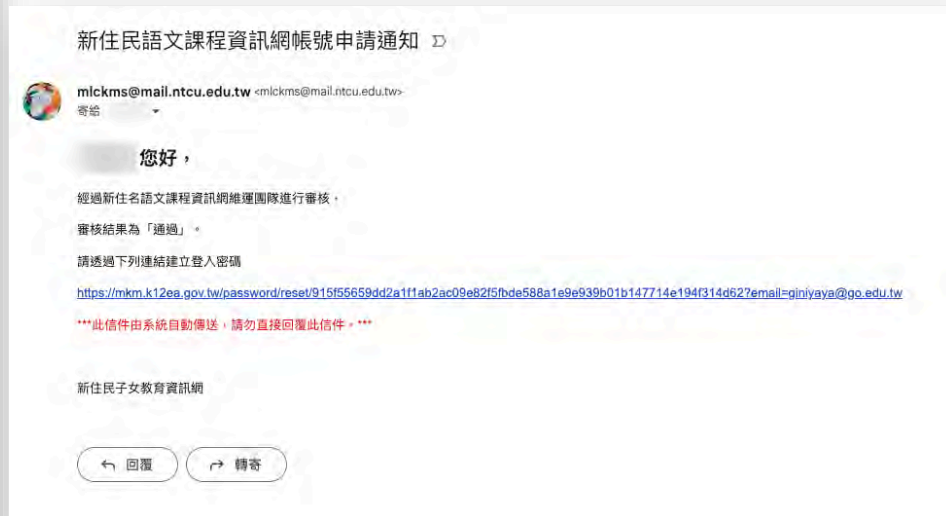 新住民語文課程資訊網帳號申請通知
mlckms@mail.ntcu.edu.tw <mlckms@mail.ntcu.edu.tw>
寄給
您好，
經過新住名語文課程資訊網維運團隊進行審核，
審核結果為「通過」。
請透過下列連結建立登入密碼
https://mkm.k12ea.gov.tw/password/reset/915f55659dd2a1f1ab2ac09e82f5fbde588a1e9e939b01b147714e194f314d62?email=giniyaya@go.edu.tw
***此信件由系統自動傳送，請勿直接回覆此信件。***
新住民子女教育資訊網
回覆 轉寄